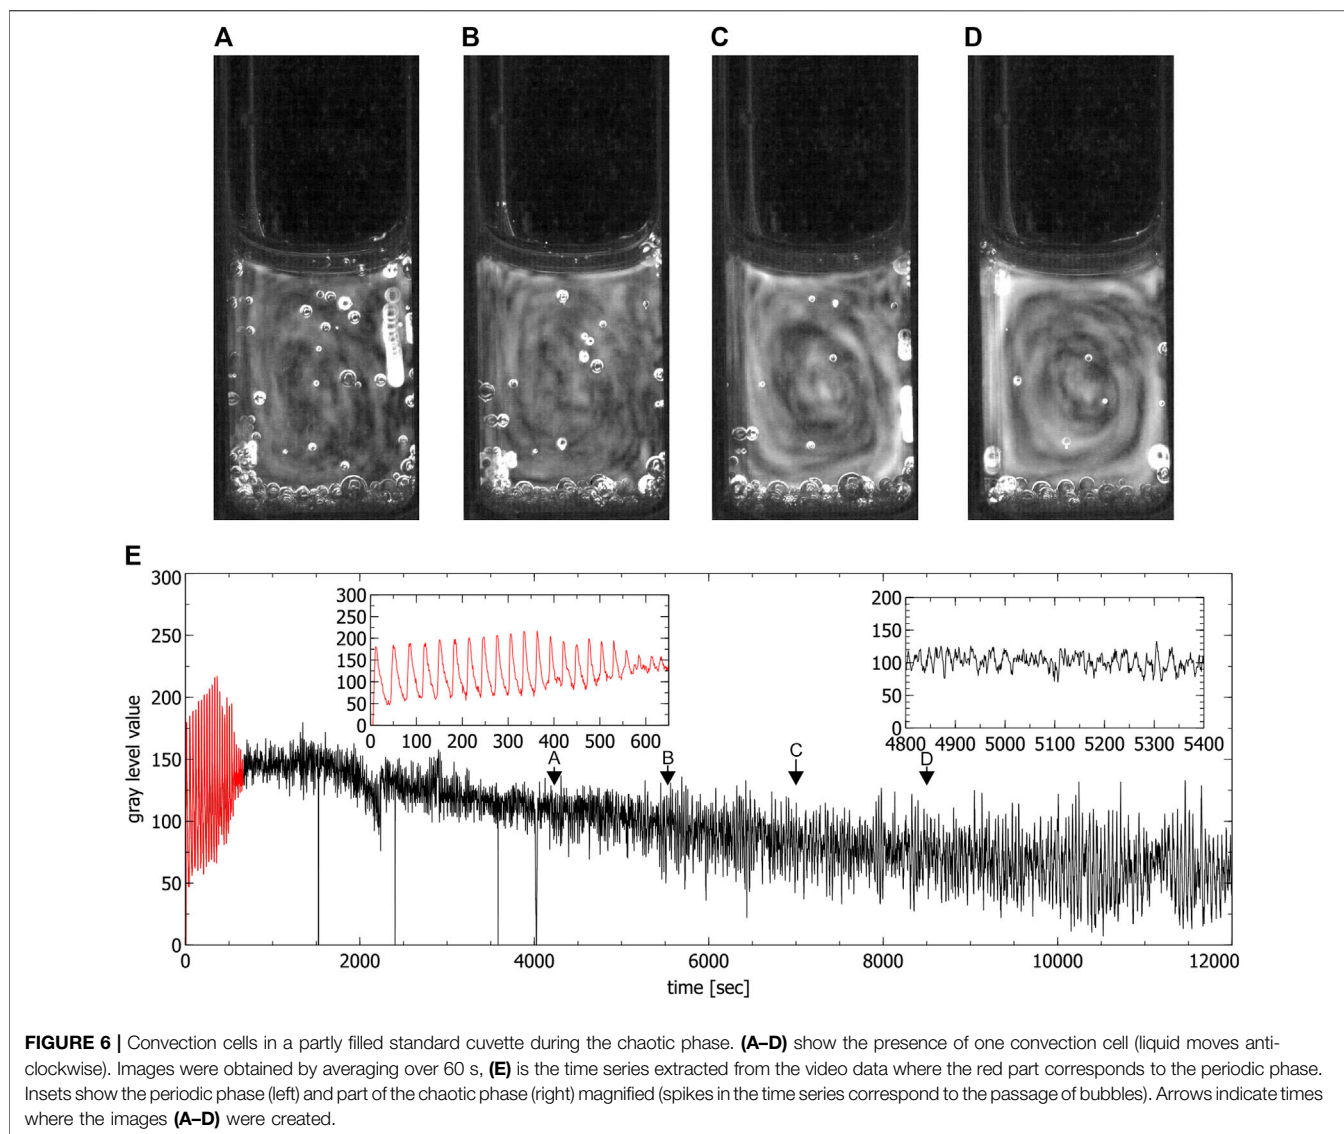 A B C D
E
300
250
200
150
100
50
0
gray level value
0 2000 4000 6000 8000 10000 12000
time [sec]
300
250
200
150
100
50
0
0 100 200 300 400 500 600
200
150
100
50
0
4800 4900 5000 5100 5200 5300 5400
A B C D
FIGURE 6 | Convection cells in a partly filled standard cuvette during the chaotic phase. (A–D) show the presence of one convection cell (liquid moves anti-
clockwise). Images were obtained by averaging over 60 s, (E) is the time series extracted from the video data where the red part corresponds to the periodic phase.
Insets show the periodic phase (left) and part of the chaotic phase (right) magnified (spikes in the time series correspond to the passage of bubbles). Arrows indicate times
where the images (A–D) were created.